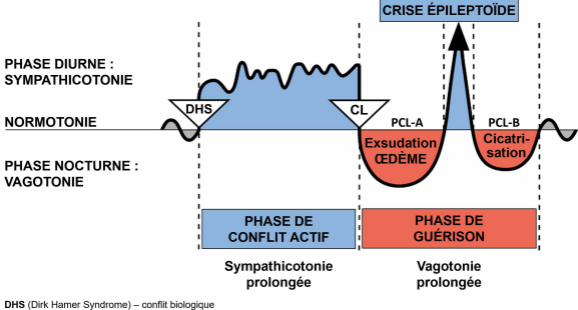 CRISE ÉPILEPTOÏDE
PHASE DIURNE :
SYMPATHICOTONIE
DHS
CL
NORMOTONIE
PCL-A
PCL-B
Exsudation
ŒDÈME
Cicatri-
sation
PHASE NOCTURNE :
VAGOTONIE
PHASE DE
CONFLIT ACTIF
PHASE DE
GUÉRISON
Sympathicotonie
prolongée
Vagotonie
prolongée
DHS (Dirk Hamer Syndrome) – conflit biologique